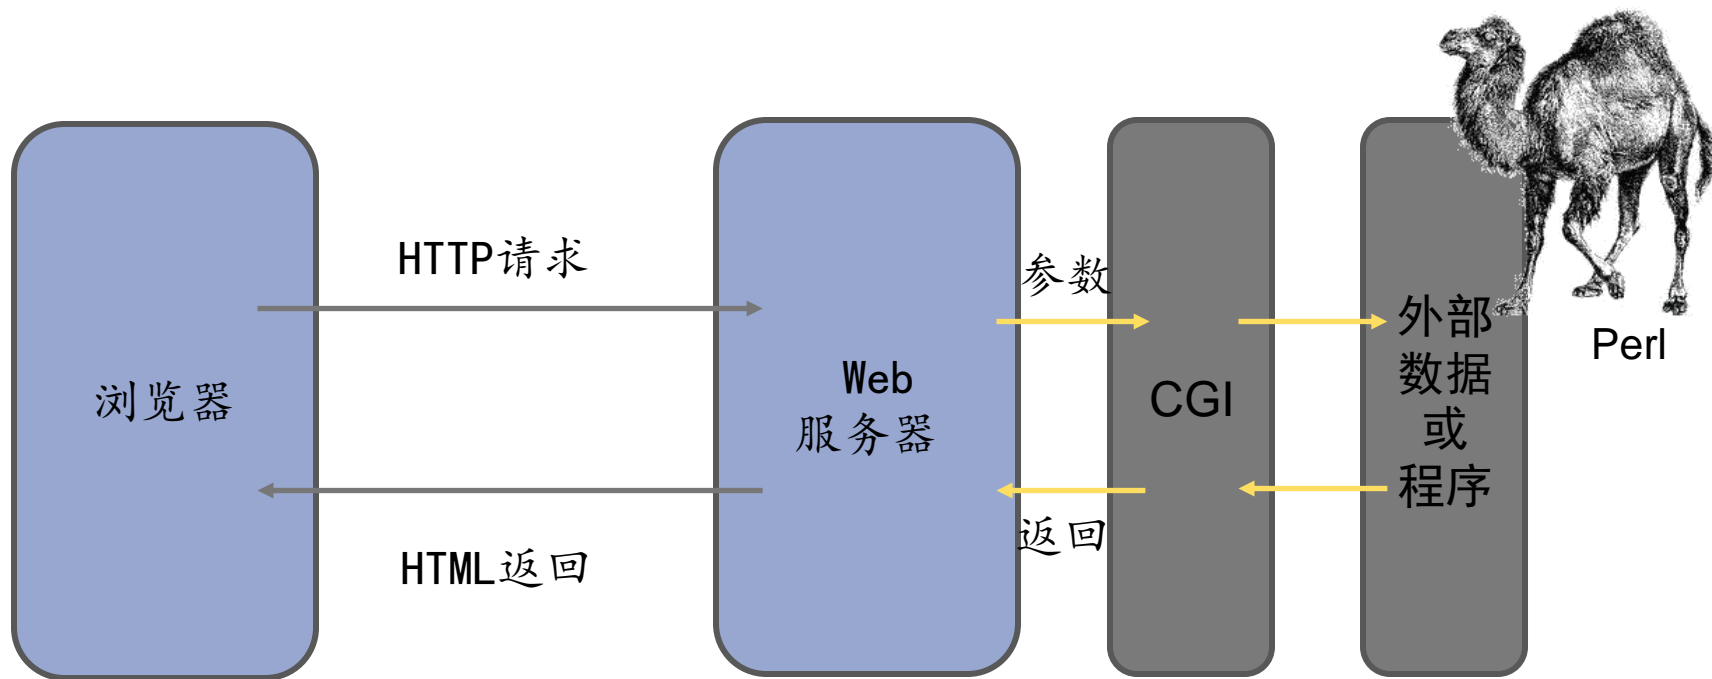 HTTP请求
参数
浏览器
Web
服务器
CGI
外部
数据
或
程序
Perl
返回
HTML返回